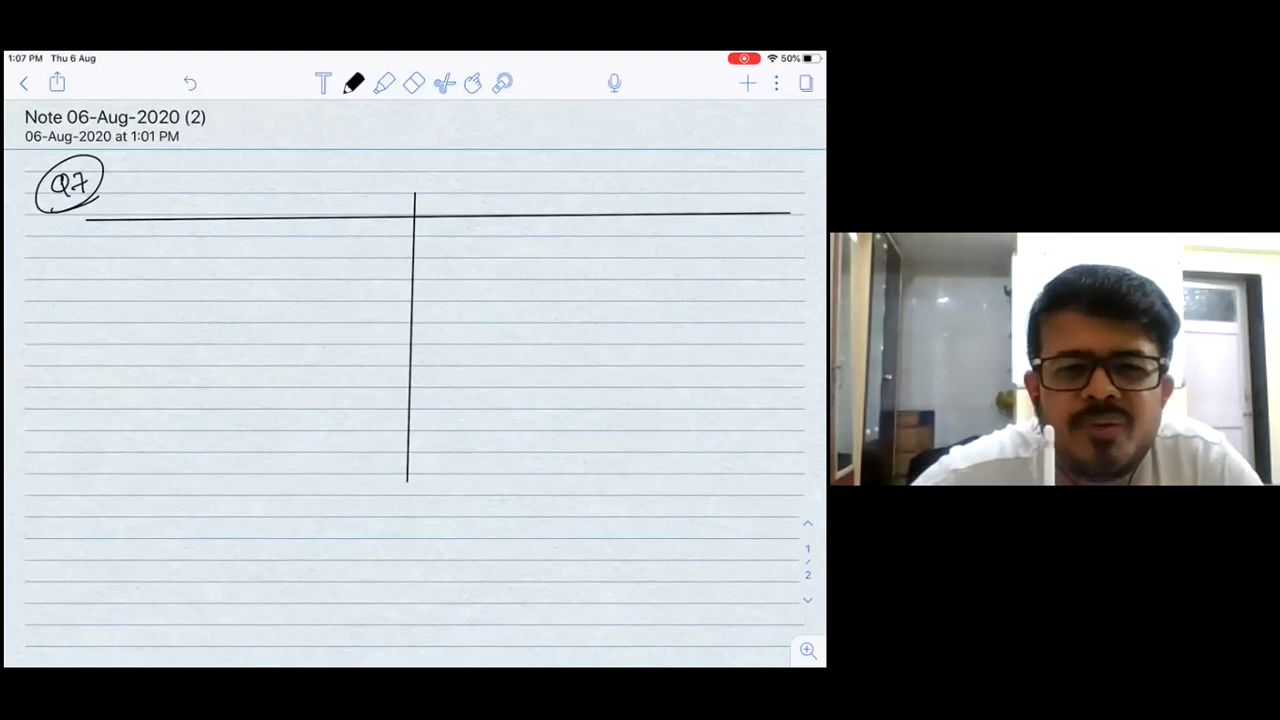 1:07 PM Thu 6 Aug
50%
T
Note 06-Aug-2020 (2)
06-Aug-2020 at 1:01 PM
Q7
1
/
2